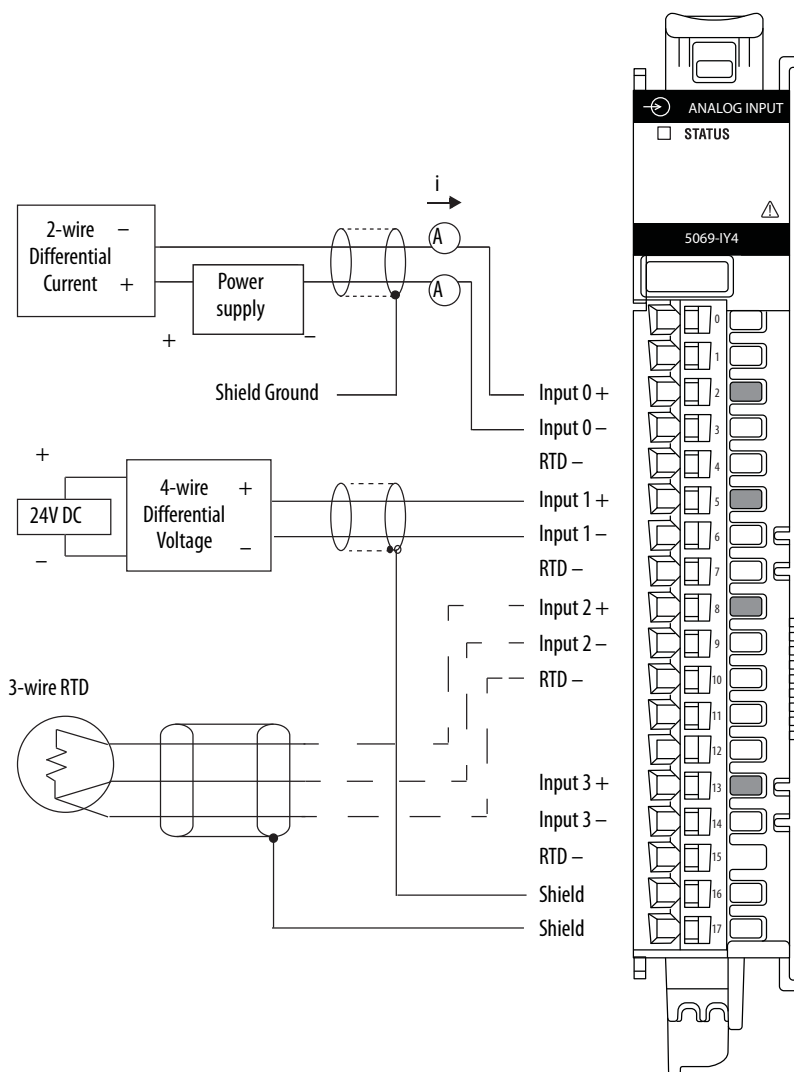 ANALOG INPUT
STATUS
5069-IY4
i
2-wire –
Differential
Current +
Power
supply
A
A
+
–
Shield Ground
Input 0 +
Input 0 –
RTD –
+
24V DC
–
4-wire +
Differential
Voltage –
Input 1 +
Input 1 –
RTD –
Input 2 +
Input 2 –
RTD –
3-wire RTD
Input 3 +
Input 3 –
RTD –
Shield
Shield
0
1
2
3
4
5
6
7
8
9
10
11
12
13
14
15
16
17